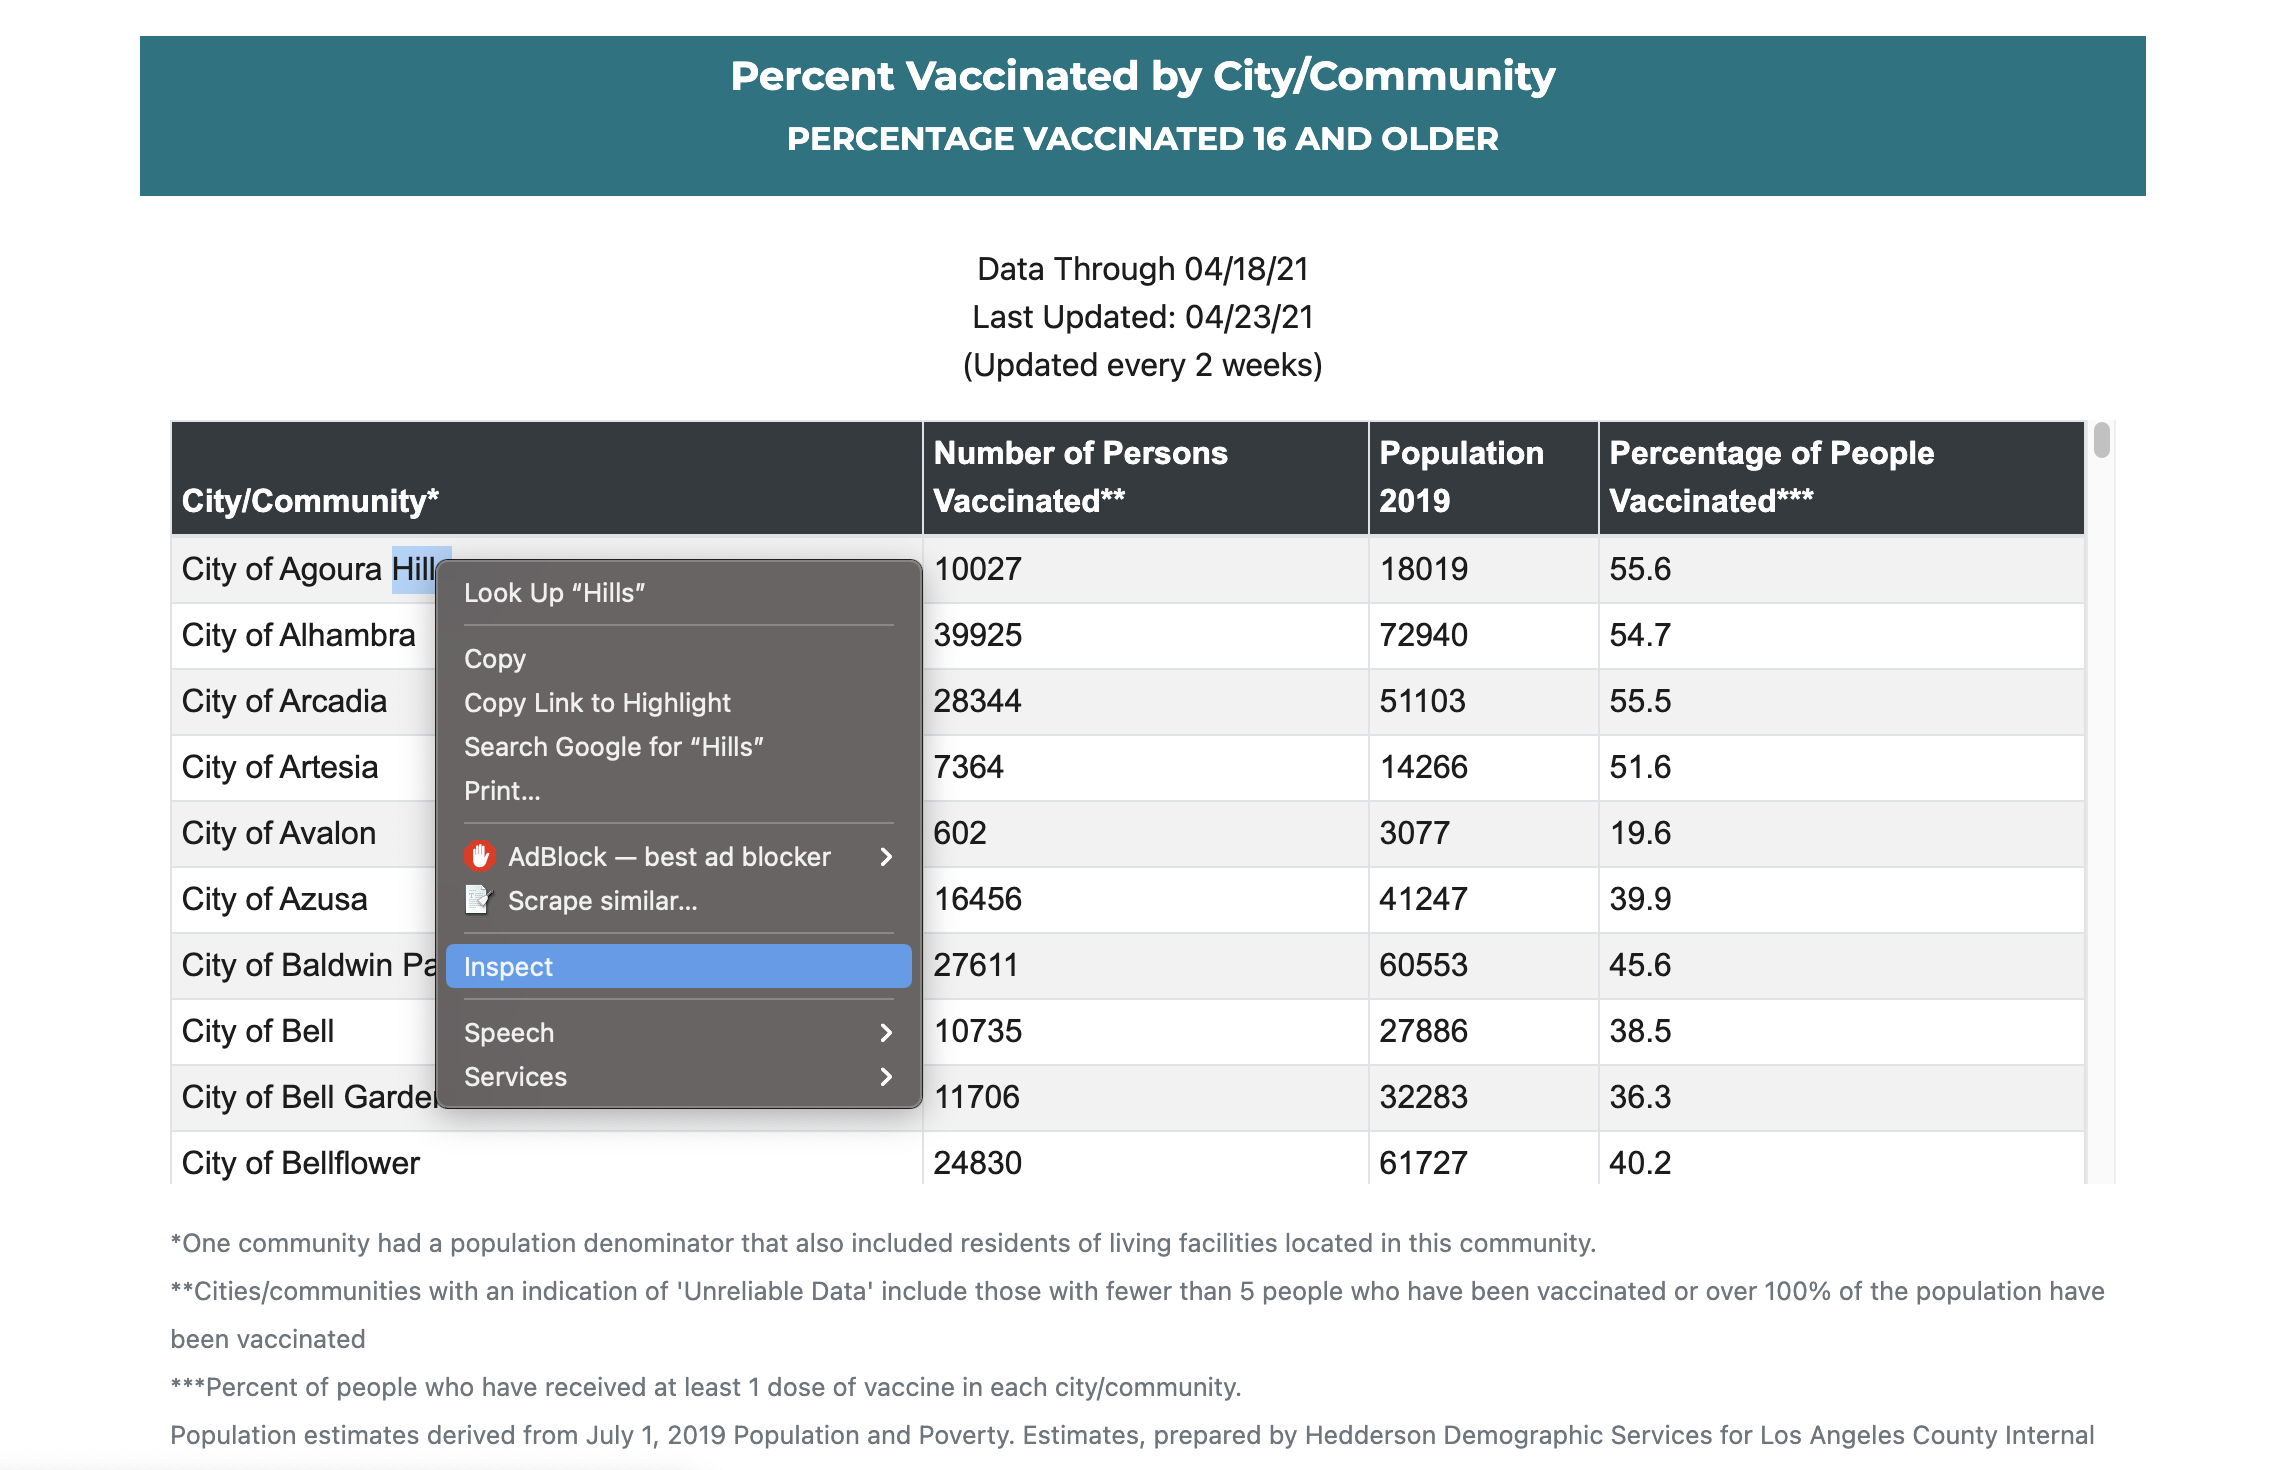 Percent Vaccinated by City/Community
PERCENTAGE VACCINATED 16 AND OLDER
Data Through 04/18/21
Last Updated: 04/23/21
(Updated every 2 weeks)
City/Community*
Number of Persons Vaccinated**
Population 2019
Percentage of People Vaccinated***
City of Agoura Hill 10027 18019 55.6
City of Alhambra 39925 72940 54.7
City of Arcadia 28344 51103 55.5
City of Artesia 7364 14266 51.6
City of Avalon 602 3077 19.6
City of Azusa 16456 41247 39.9
City of Baldwin Pa 27611 60553 45.6
City of Bell 10735 27886 38.5
City of Bell Garde 11706 32283 36.3
City of Bellflower 24830 61727 40.2
Look Up “Hills”
Copy
Copy Link to Highlight
Search Google for “Hills”
Print...
AdBlock — best ad blocker
Scrape similar...
Inspect
Speech
Services
*One community had a population denominator that also included residents of living facilities located in this community.
**Cities/communities with an indication of 'Unreliable Data' include those with fewer than 5 people who have been vaccinated or over 100% of the population have
been vaccinated
***Percent of people who have received at least 1 dose of vaccine in each city/community.
Population estimates derived from July 1, 2019 Population and Poverty. Estimates, prepared by Hedderson Demographic Services for Los Angeles County Internal